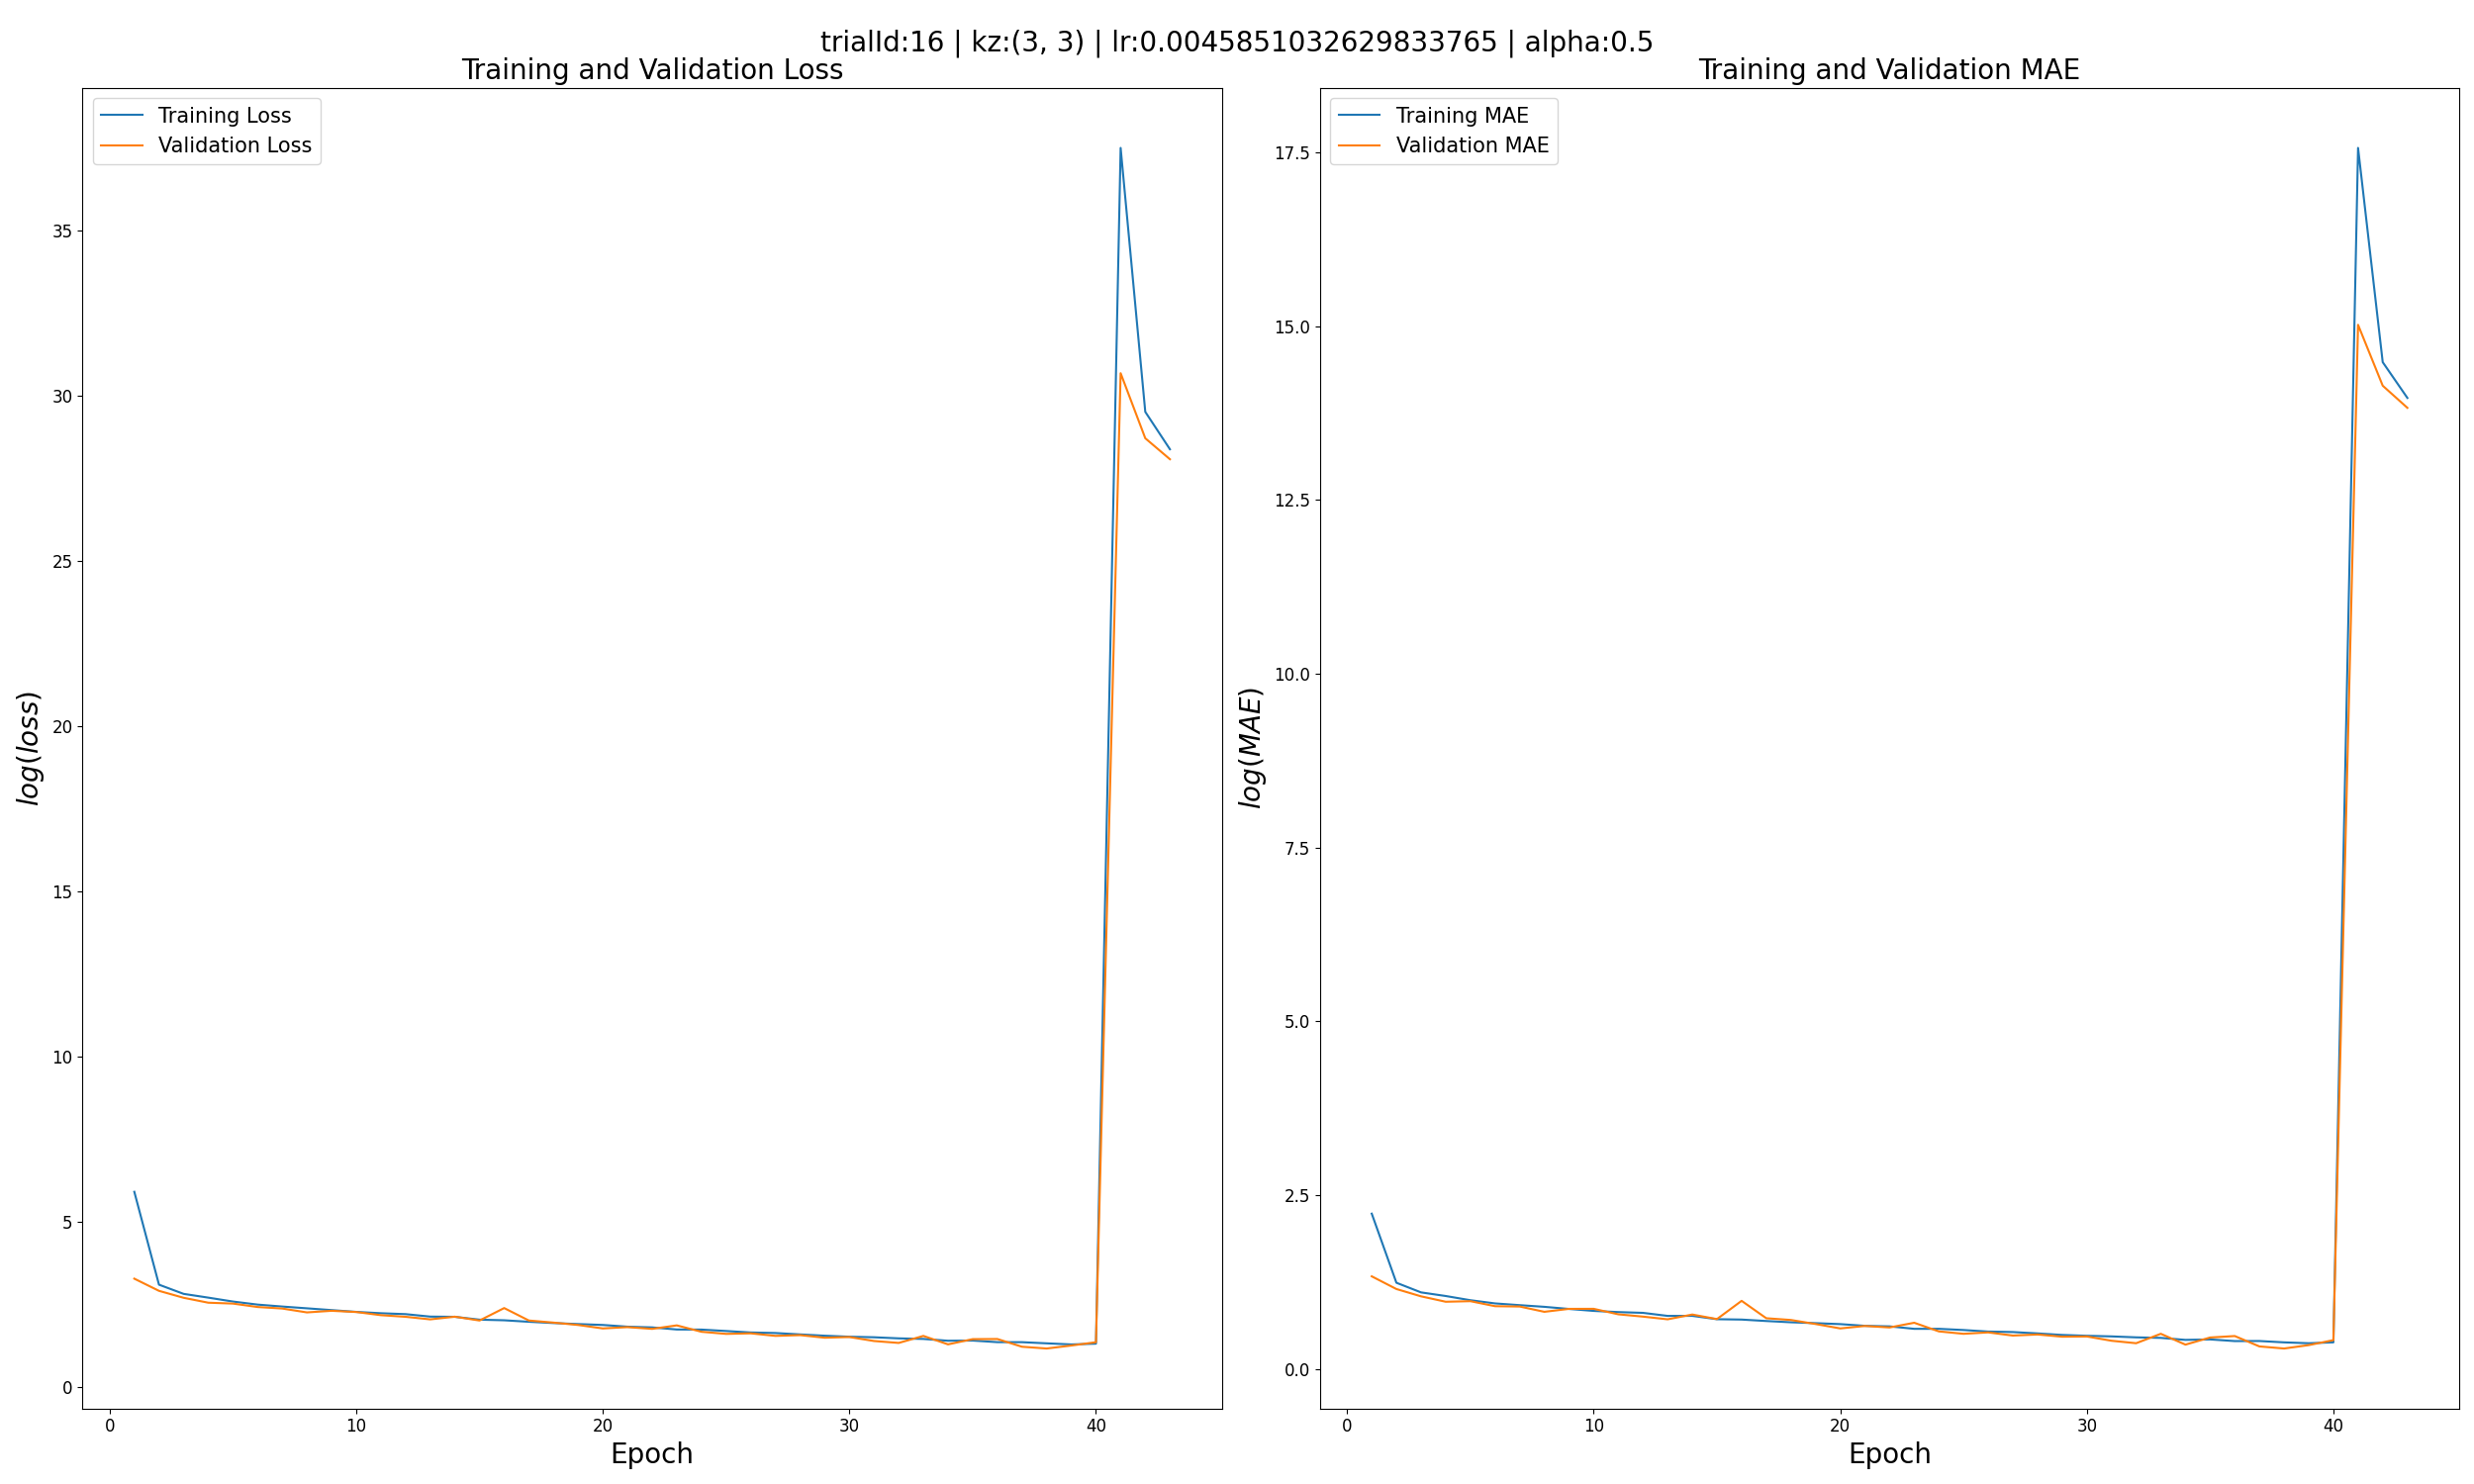 trialId:16 | kz:(3, 3) | lr:0.0045851032629833765 | alpha:0.5
Training and Validation Loss
Training Loss
Validation Loss
35
30
25
20
15
10
5
0
log(loss)
0 10 20 30 40
Epoch
Training and Validation MAE
Training MAE
Validation MAE
17.5
15.0
12.5
10.0
7.5
5.0
2.5
0.0
log(MAE)
0 10 20 30 40
Epoch